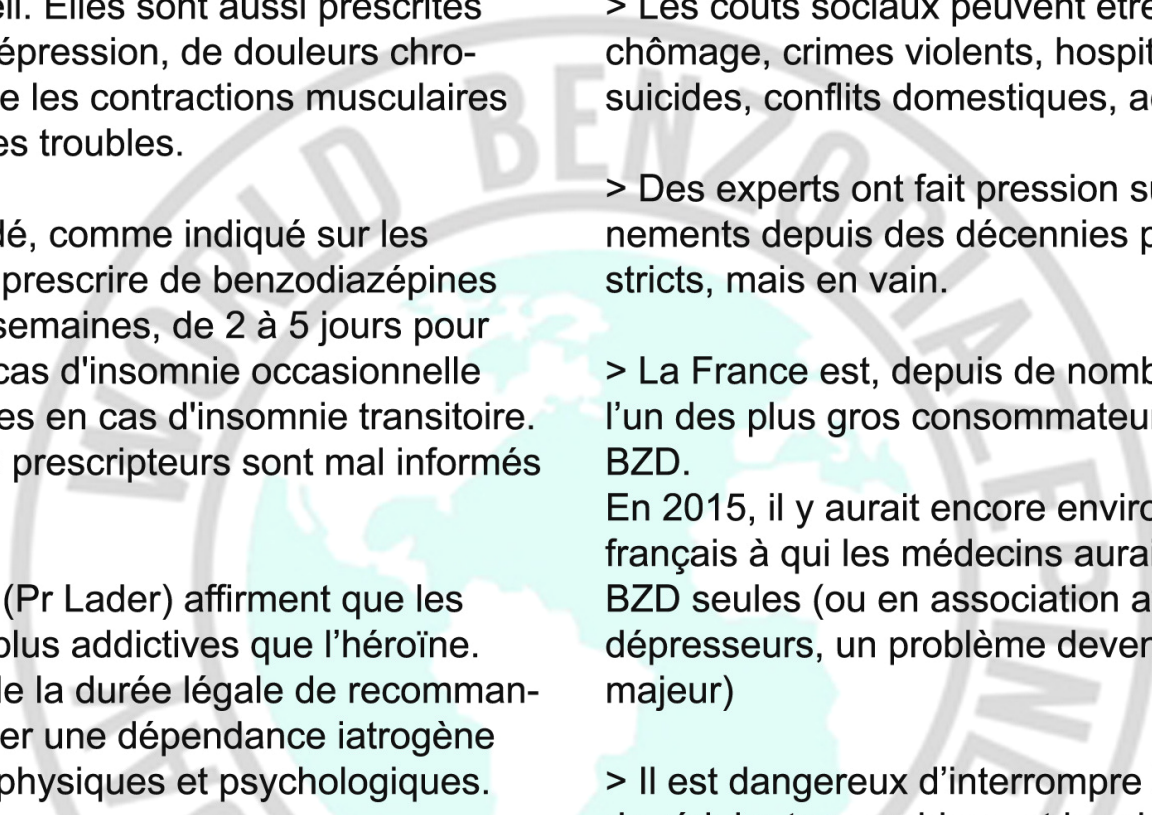 eil. Elles sont aussi prescrites
épression, de douleurs chro-
e les contractions musculaires
es troubles.
dé, comme indiqué sur les
prescrire de benzodiazépines
semaines, de 2 à 5 jours pour
cas d'insomnie occasionnelle
es en cas d'insomnie transitoire.
prescripteurs sont mal informés
(Pr Lader) affirment que les
plus addictives que l’héroïne.
de la durée légale de recomman-
er une dépendance iatrogène
physiques et psychologiques.
> Les coûts sociaux peuvent être
chômage, crimes violents, hospit
suicides, conflits domestiques, a
> Des experts ont fait pression su
nements depuis des décennies p
stricts, mais en vain.
> La France est, depuis de nomb
l’un des plus gros consommateur
BZD.
En 2015, il y aurait encore enviro
français à qui les médecins aurai
BZD seules (ou en association a
dépresseurs, un problème deven
majeur)
> Il est dangereux d’interrompre
WORLD BENZODIAZEPINE